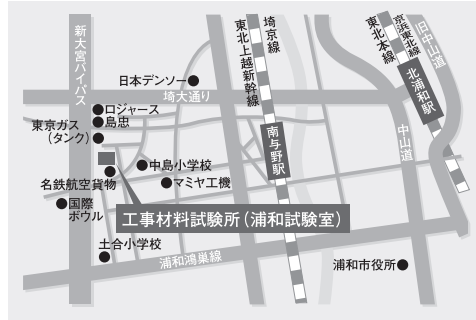 新大宮バイパス
日本デンソー
埼大通り
東北上越新幹線
埼京線
東北本線
京浜東北線
旧中山道
北浦和駅
ロジャース
島忠
東京ガス
(タンク)
南与野駅
中山道
中島小学校
名鉄航空貨物
マミヤ工機
国際
ボウル
工事材料試験所(浦和試験室)
土合小学校
浦和鴻巣線
浦和市役所